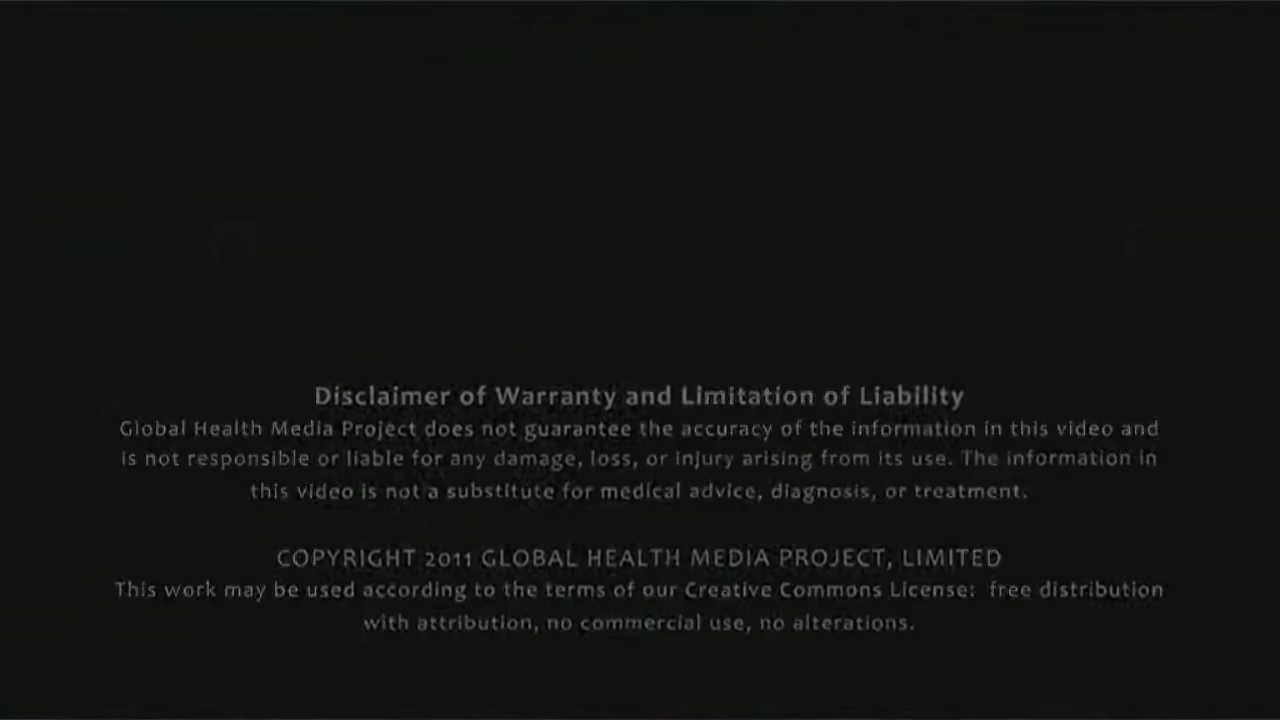 Disclaimer of Warranty and Limitation of Liability
Global Health Media Project does not guarantee the accuracy of the information in this video and
is not responsible or liable for any damage, loss, or injury arising from its use. The information in
this video is not a substitute for medical advice, diagnosis, or treatment.
COPYRIGHT 2011 GLOBAL HEALTH MEDIA PROJECT, LIMITED
This work may be used according to the terms of our Creative Commons License:  free distribution
with attribution, no commercial use, no alterations.